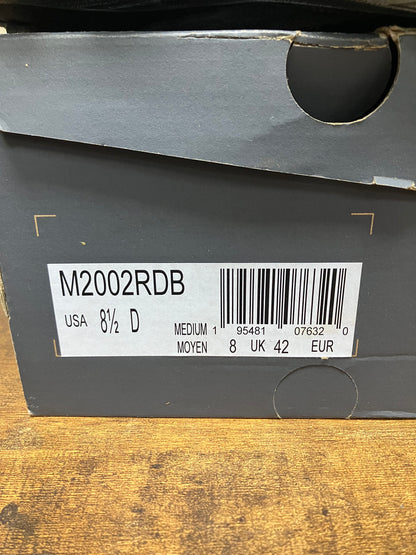 M2002RDB
USA 8½ D
MEDIUM 1 95481 07632 0
MOYEN 8 UK 42 EUR